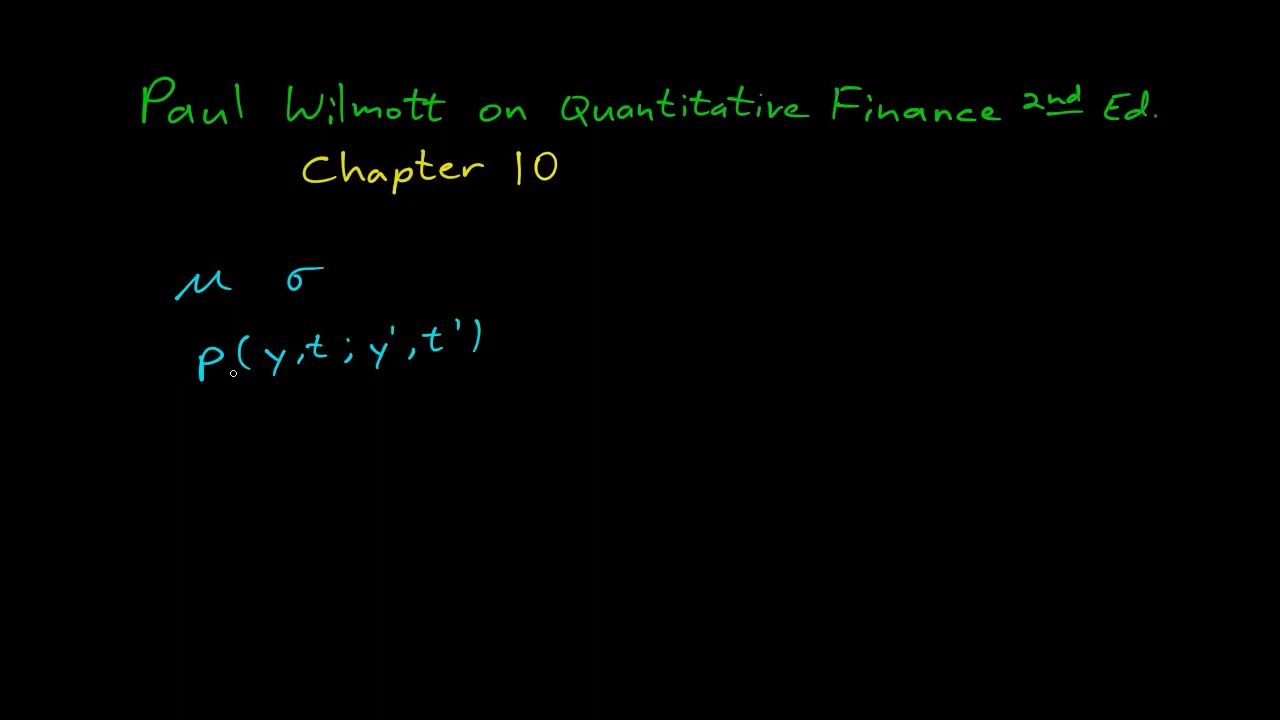 Paul Wilmott on Quantitative Finance 2nd Ed.
Chapter 10
μ σ
p(y,t;y',t')